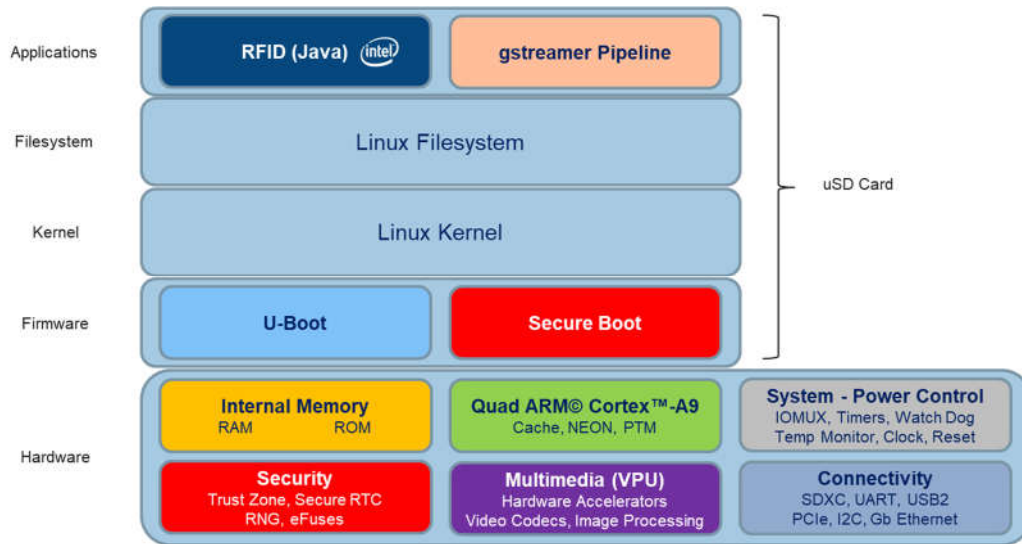 Applications
RFID (Java) intel
gstreamer Pipeline
Filesystem
Linux Filesystem
uSD Card
Kernel
Linux Kernel
Firmware
U-Boot
Secure Boot
Hardware
Internal Memory
RAM ROM
Quad ARM© Cortex™-A9
Cache, NEON, PTM
System - Power Control
IOMUX, Timers, Watch Dog
Temp Monitor, Clock, Reset
Security
Trust Zone, Secure RTC
RNG, eFuses
Multimedia (VPU)
Hardware Accelerators
Video Codecs, Image Processing
Connectivity
SDXC, UART, USB2
PCIe, I2C, Gb Ethernet